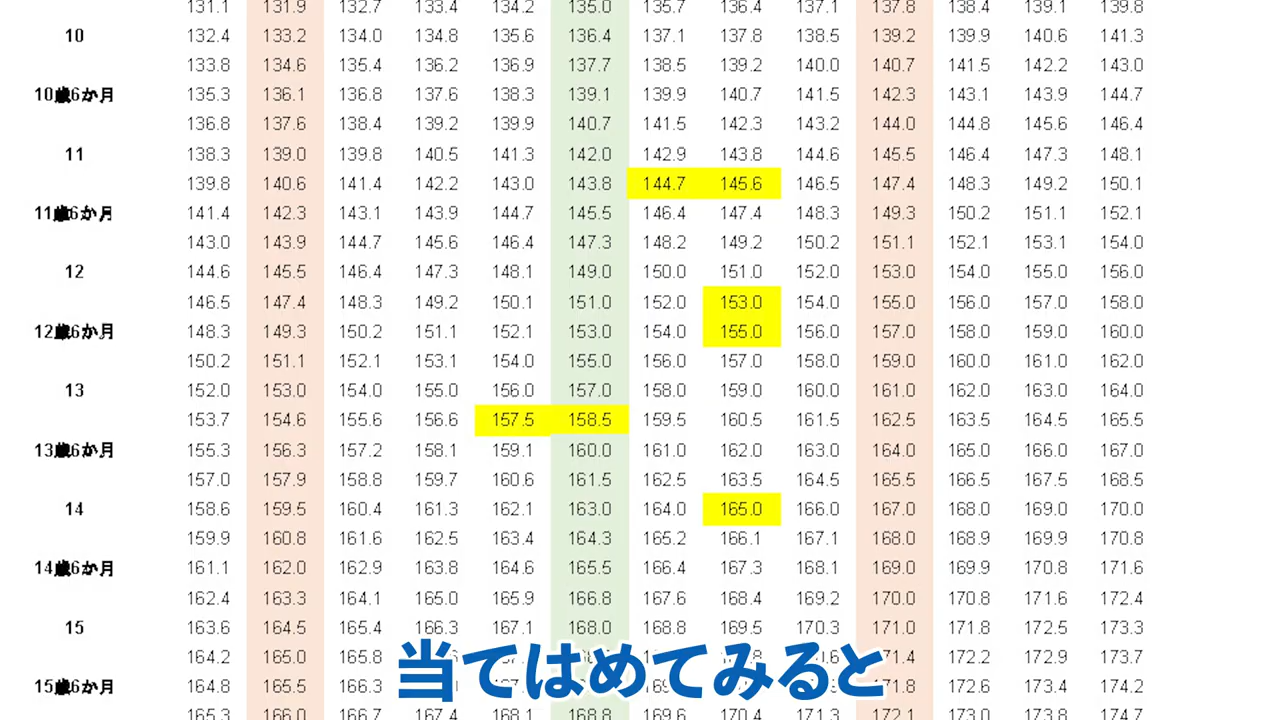 131.1 131.9 132.7 133.4 134.2 135.0 135.7 136.4 137.1 137.8 138.4 139.1 139.8
10 132.4 133.2 134.0 134.8 135.6 136.4 137.1 137.8 138.5 139.2 139.9 140.6 141.3
133.8 134.6 135.4 136.2 136.9 137.7 138.5 139.2 140.0 140.7 141.5 142.2 143.0
10歳6か月 135.3 136.1 136.8 137.6 138.3 139.1 139.9 140.7 141.5 142.3 143.1 143.9 144.7
136.8 137.6 138.4 139.2 139.9 140.7 141.5 142.3 143.2 144.0 144.8 145.6 146.4
11 138.3 139.0 139.8 140.5 141.3 142.0 142.9 143.8 144.6 145.5 146.4 147.3 148.1
139.8 140.6 141.4 142.2 143.0 143.8 144.7 145.6 146.5 147.4 148.3 149.2 150.1
11歳6か月 141.4 142.3 143.1 143.9 144.7 145.5 146.4 147.4 148.3 149.3 150.2 151.1 152.1
143.0 143.9 144.7 145.6 146.4 147.3 148.2 149.2 150.2 151.1 152.1 153.1 154.0
12 144.6 145.5 146.4 147.3 148.1 149.0 150.0 151.0 152.0 153.0 154.0 155.0 156.0
146.5 147.4 148.3 149.2 150.1 151.0 152.0 153.0 154.0 155.0 156.0 157.0 158.0
12歳6か月 148.3 149.3 150.2 151.1 152.1 153.0 154.0 155.0 156.0 157.0 158.0 159.0 160.0
150.2 151.1 152.1 153.1 154.0 155.0 156.0 157.0 158.0 159.0 160.0 161.0 162.0
13 152.0 153.0 154.0 155.0 156.0 157.0 158.0 159.0 160.0 161.0 162.0 163.0 164.0
153.7 154.6 155.6 156.6 157.5 158.5 159.5 160.5 161.5 162.5 163.5 164.5 165.5
13歳6か月 155.3 156.3 157.2 158.1 159.1 160.0 161.0 162.0 163.0 164.0 165.0 166.0 167.0
157.0 157.9 158.8 159.7 160.6 161.5 162.5 163.5 164.5 165.5 166.5 167.5 168.5
14 158.6 159.5 160.4 161.3 162.1 163.0 164.0 165.0 166.0 167.0 168.0 169.0 170.0
159.9 160.8 161.6 162.5 163.4 164.3 165.2 166.1 167.1 168.0 168.9 169.9 170.8
14歳6か月 161.1 162.0 162.9 163.8 164.6 165.5 166.4 167.3 168.1 169.0 169.9 170.8 171.6
162.4 163.3 164.1 165.0 165.9 166.8 167.6 168.4 169.2 170.0 170.8 171.6 172.4
15 163.6 164.5 165.4 166.3 167.1 168.0 168.8 169.5 170.3 171.0 171.8 172.5 173.3
164.2 165.0 165.8 172.2 172.9 173.7
15歳6か月 164.8 165.5 166.3 172.6 173.4 174.2
165.3 166.0 166.7 167.4 168.1 168.8 169.6 170.4 171.3 172.1 173.0 173.8 174.7
当てはめてみると